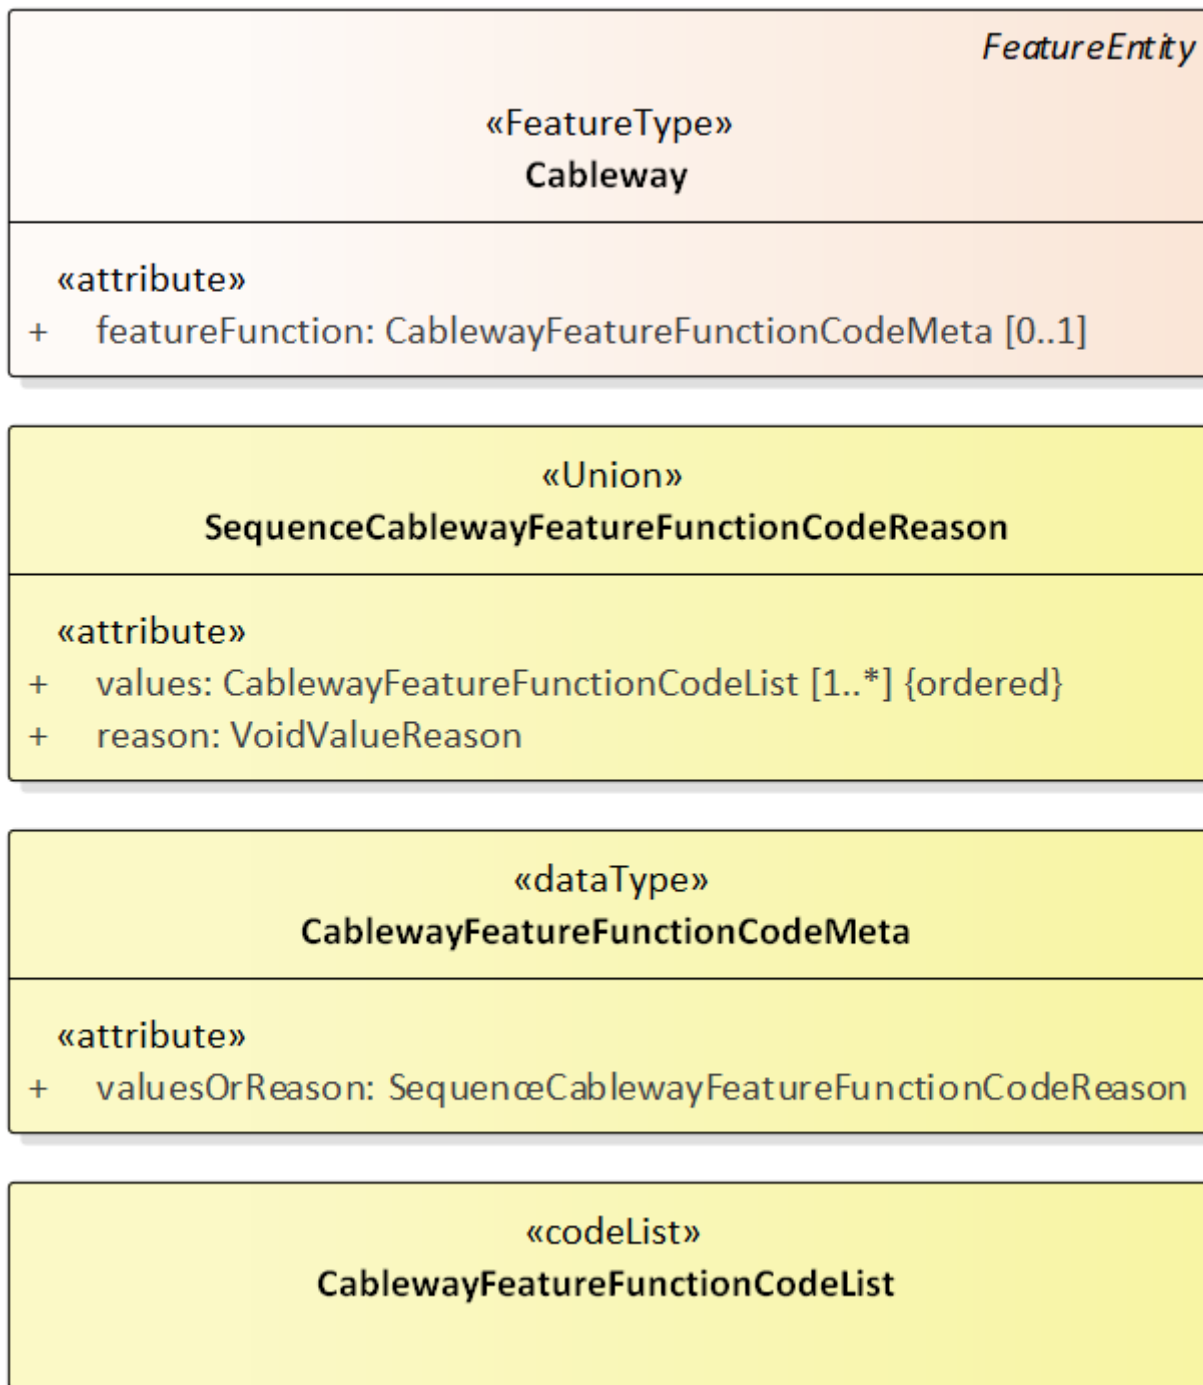 FeatureEntity
«FeatureType»
Cableway
«attribute»
+ featureFunction: CablewayFeatureFunctionCodeMeta [0..1]
«Union»
SequenceCablewayFeatureFunctionCodeReason
«attribute»
+ values: CablewayFeatureFunctionCodeList [1..*] {ordered}
+ reason: VoidValueReason
«dataType»
CablewayFeatureFunctionCodeMeta
«attribute»
+ valuesOrReason: SequenceCablewayFeatureFunctionCodeReason
«codeList»
CablewayFeatureFunctionCodeList